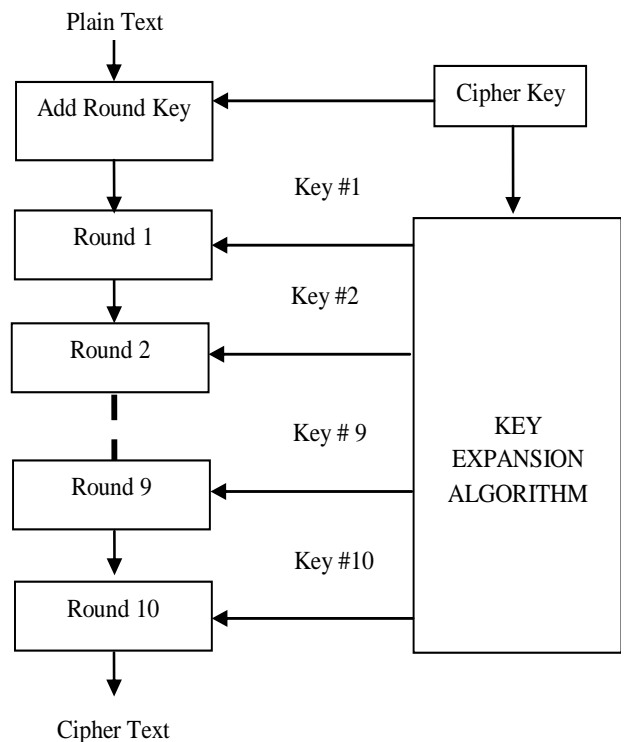 Plain Text
Add Round Key
Cipher Key
Key #1
Round 1
Key #2
Round 2
KEY
EXPANSION
ALGORITHM
Key # 9
Round 9
Key #10
Round 10
Cipher Text